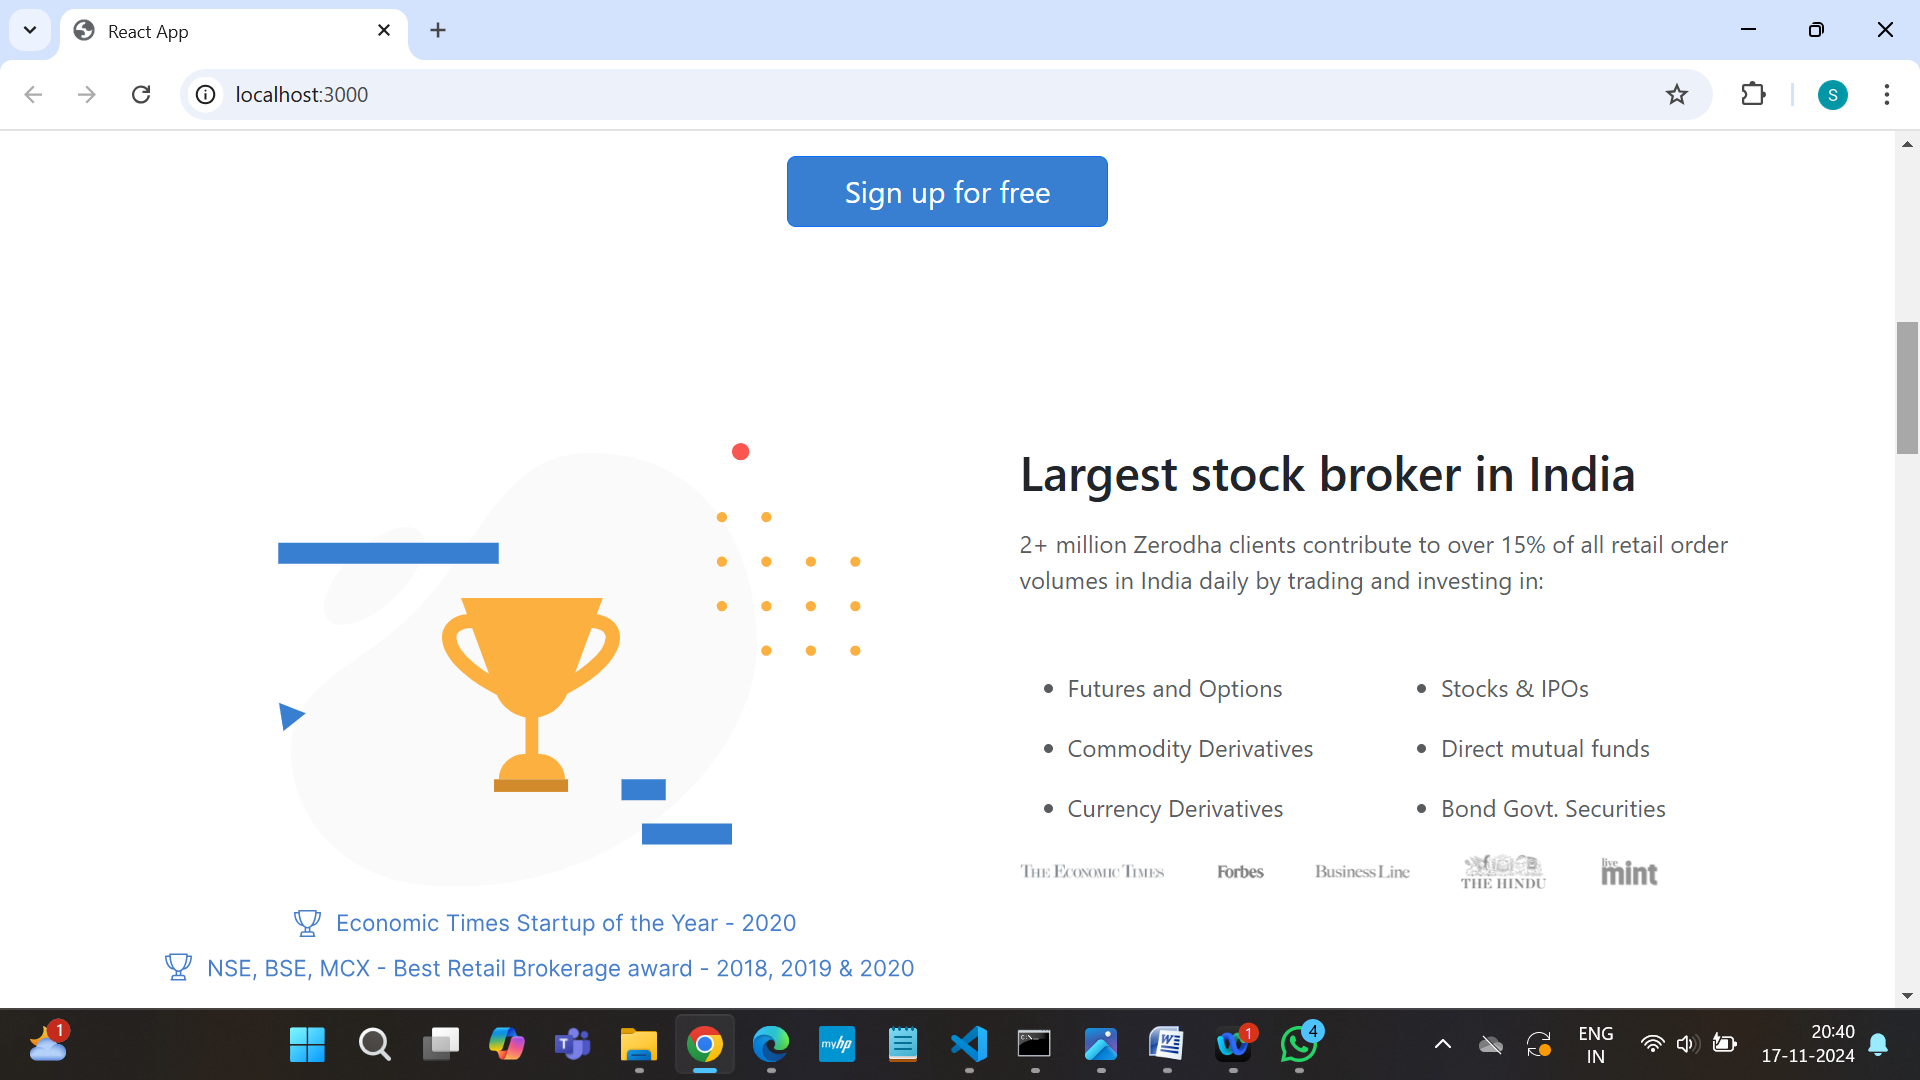 React App
localhost:3000
S
Sign up for free
Largest stock broker in India
2+ million Zerodha clients contribute to over 15% of all retail order
volumes in India daily by trading and investing in:
• Futures and Options
• Stocks & IPOs
• Commodity Derivatives
• Direct mutual funds
• Currency Derivatives
• Bond Govt. Securities
THE ECONOMIC TIMES
Forbes
Business Line
THE HINDU
live mint
Economic Times Startup of the Year - 2020
NSE, BSE, MCX - Best Retail Brokerage award - 2018, 2019 & 2020
1
T
myhp
W
1
4
ENG
IN
20:40
17-11-2024